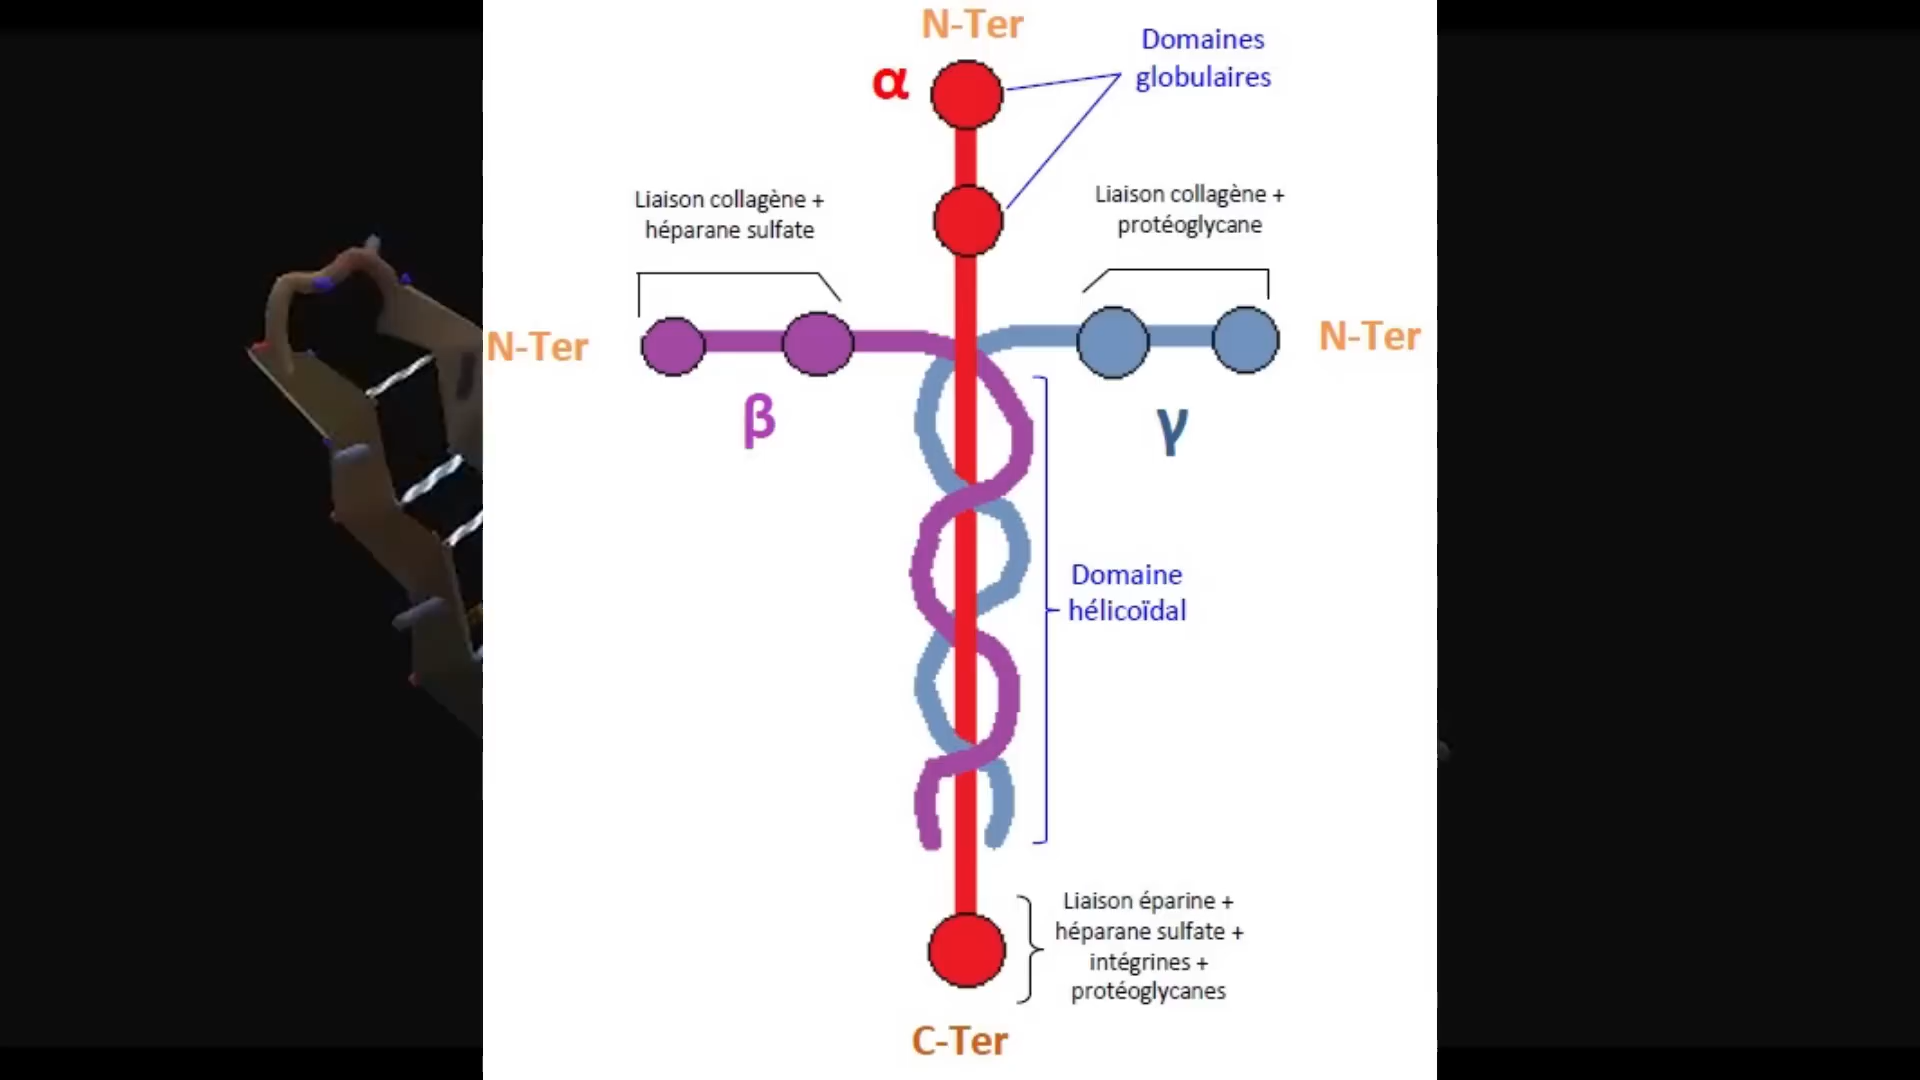 N-Ter
α
Domaines
globulaires
Liaison collagène +
héparane sulfate
Liaison collagène +
protéoglycane
N-Ter
N-Ter
β
γ
Domaine
hélicoïdal
Liaison éparine +
héparane sulfate +
intégrines +
protéoglycanes
C-Ter